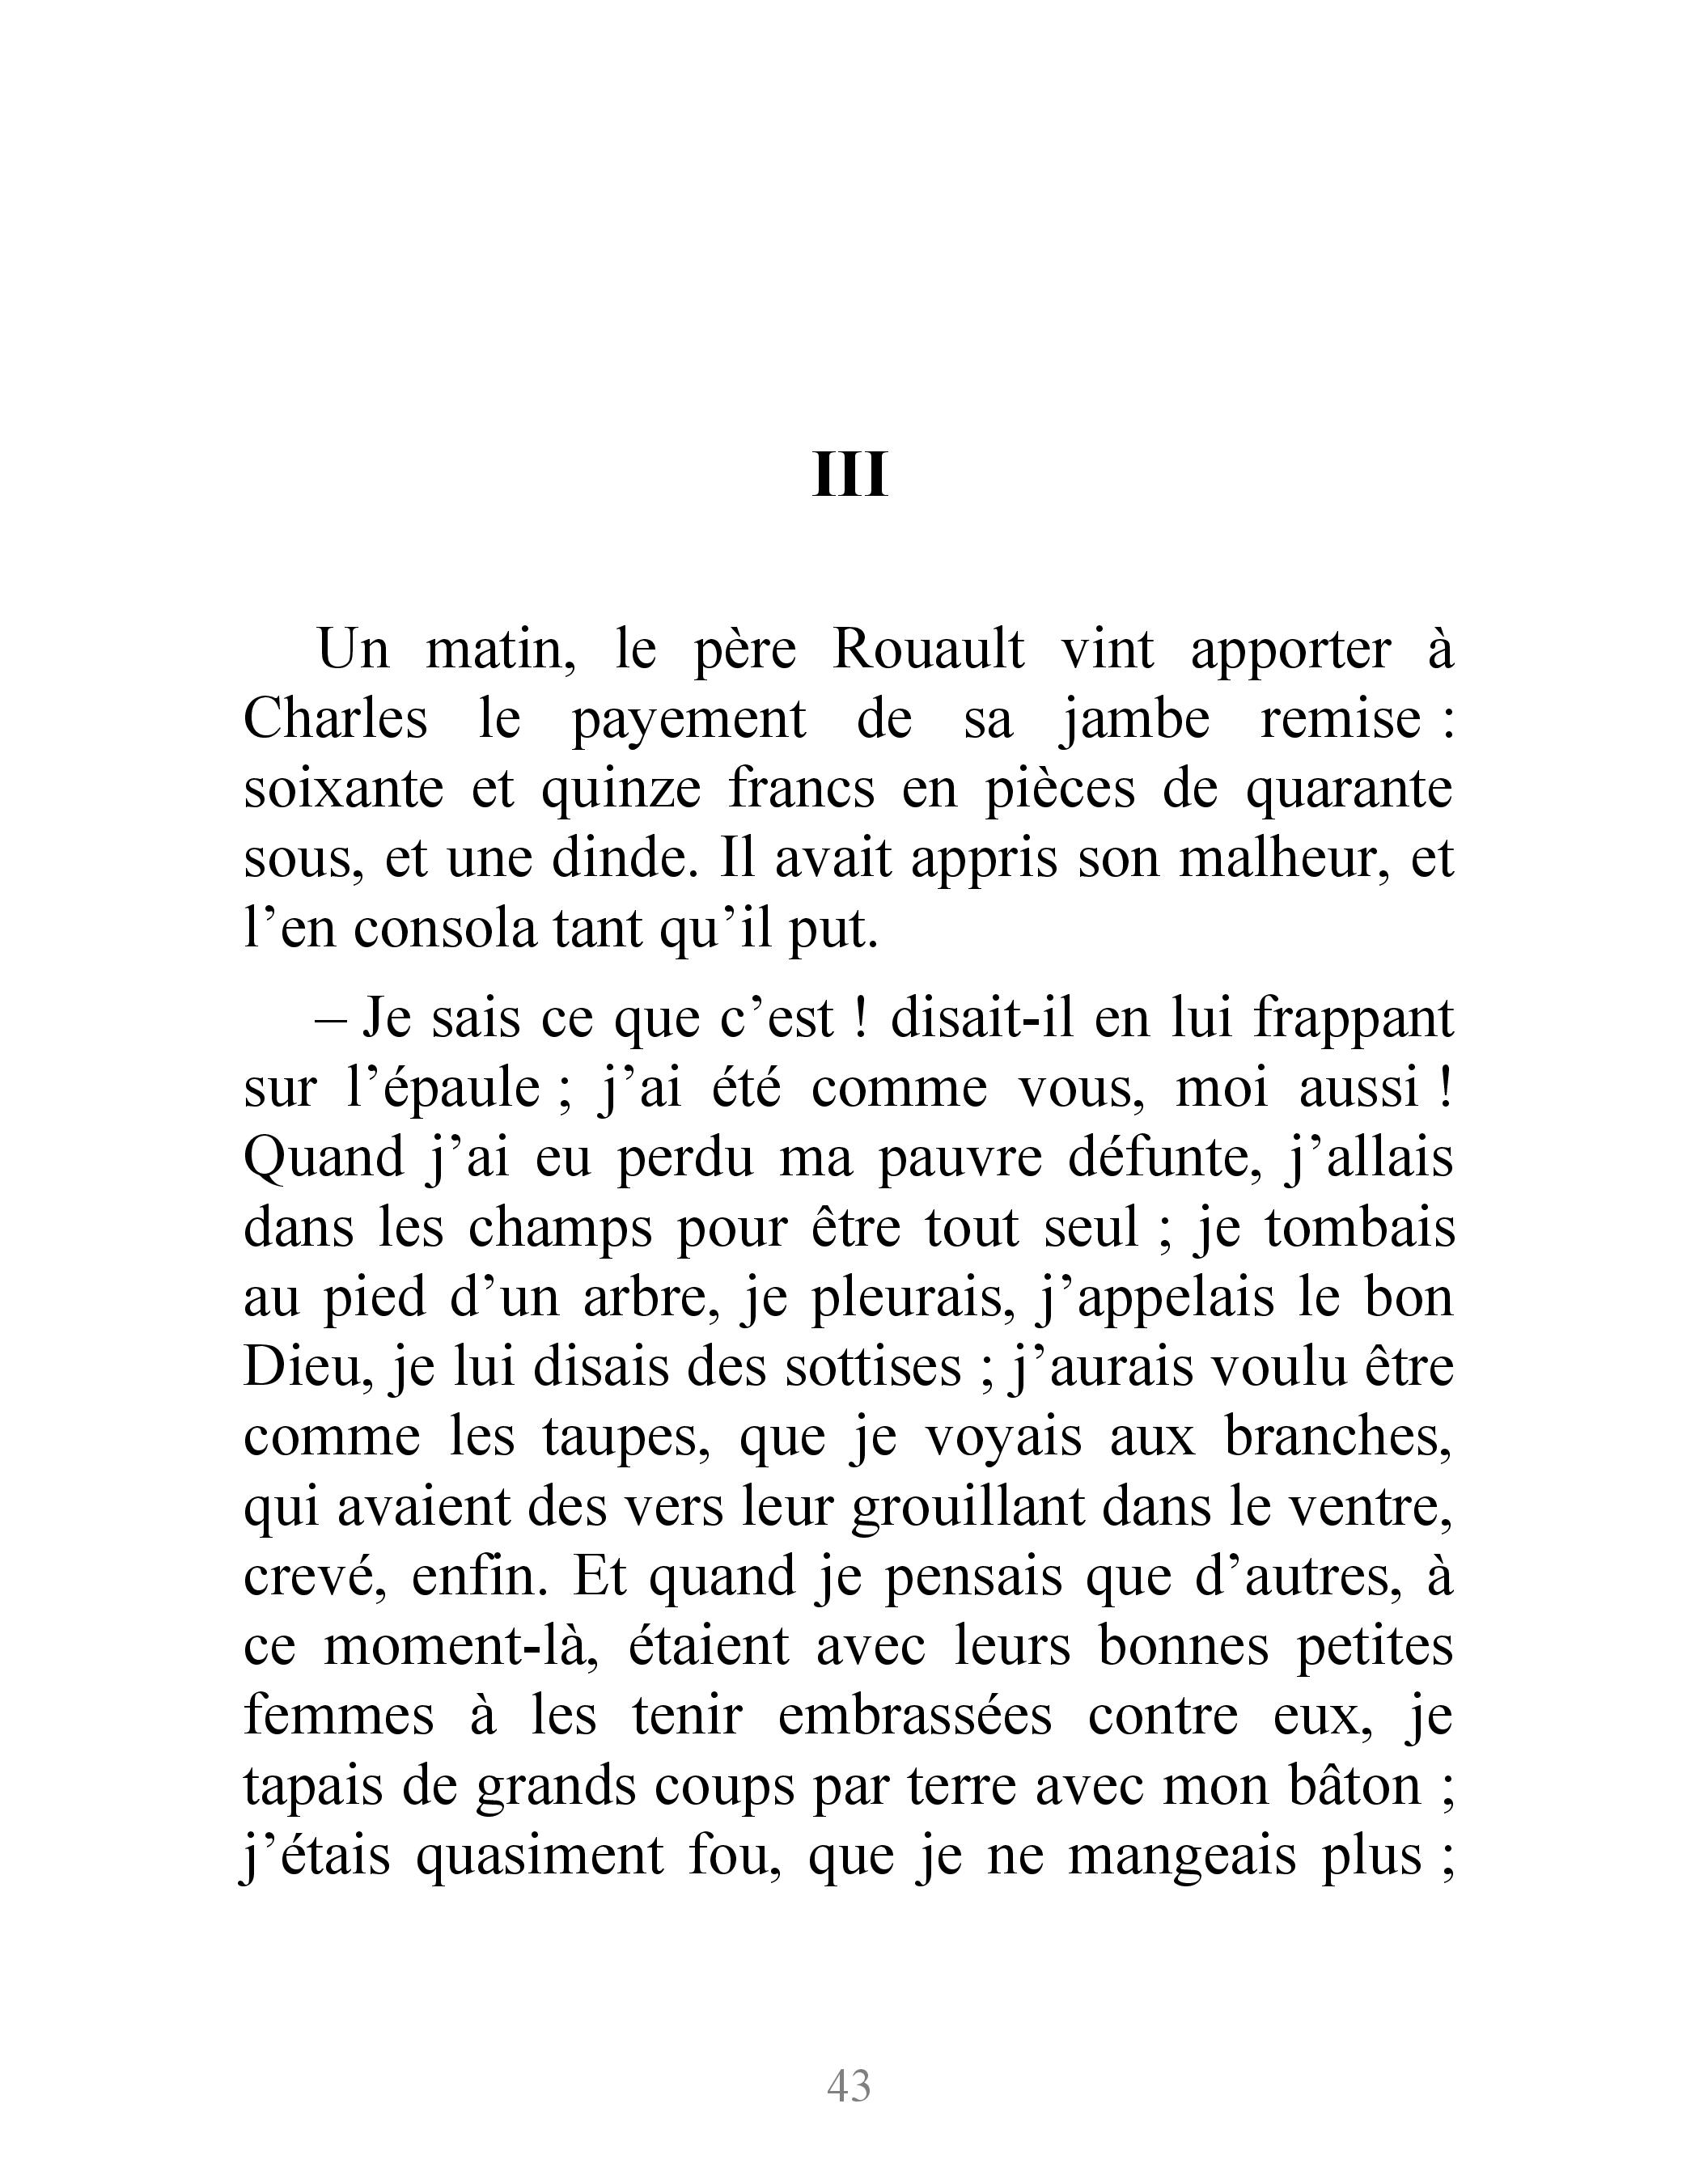 III
Un matin, le père Rouault vint apporter à
Charles le payement de sa jambe remise :
soixante et quinze francs en pièces de quarante
sous, et une dinde. Il avait appris son malheur, et
l’en consola tant qu’il put.
– Je sais ce que c’est ! disait-il en lui frappant
sur l’épaule ; j’ai été comme vous, moi aussi !
Quand j’ai eu perdu ma pauvre défunte, j’allais
dans les champs pour être tout seul ; je tombais
au pied d’un arbre, je pleurais, j’appelais le bon
Dieu, je lui disais des sottises ; j’aurais voulu être
comme les taupes, que je voyais aux branches,
qui avaient des vers leur grouillant dans le ventre,
crevé, enfin. Et quand je pensais que d’autres, à
ce moment-là, étaient avec leurs bonnes petites
femmes à les tenir embrassées contre eux, je
tapais de grands coups par terre avec mon bâton ;
j’étais quasiment fou, que je ne mangeais plus ;
43